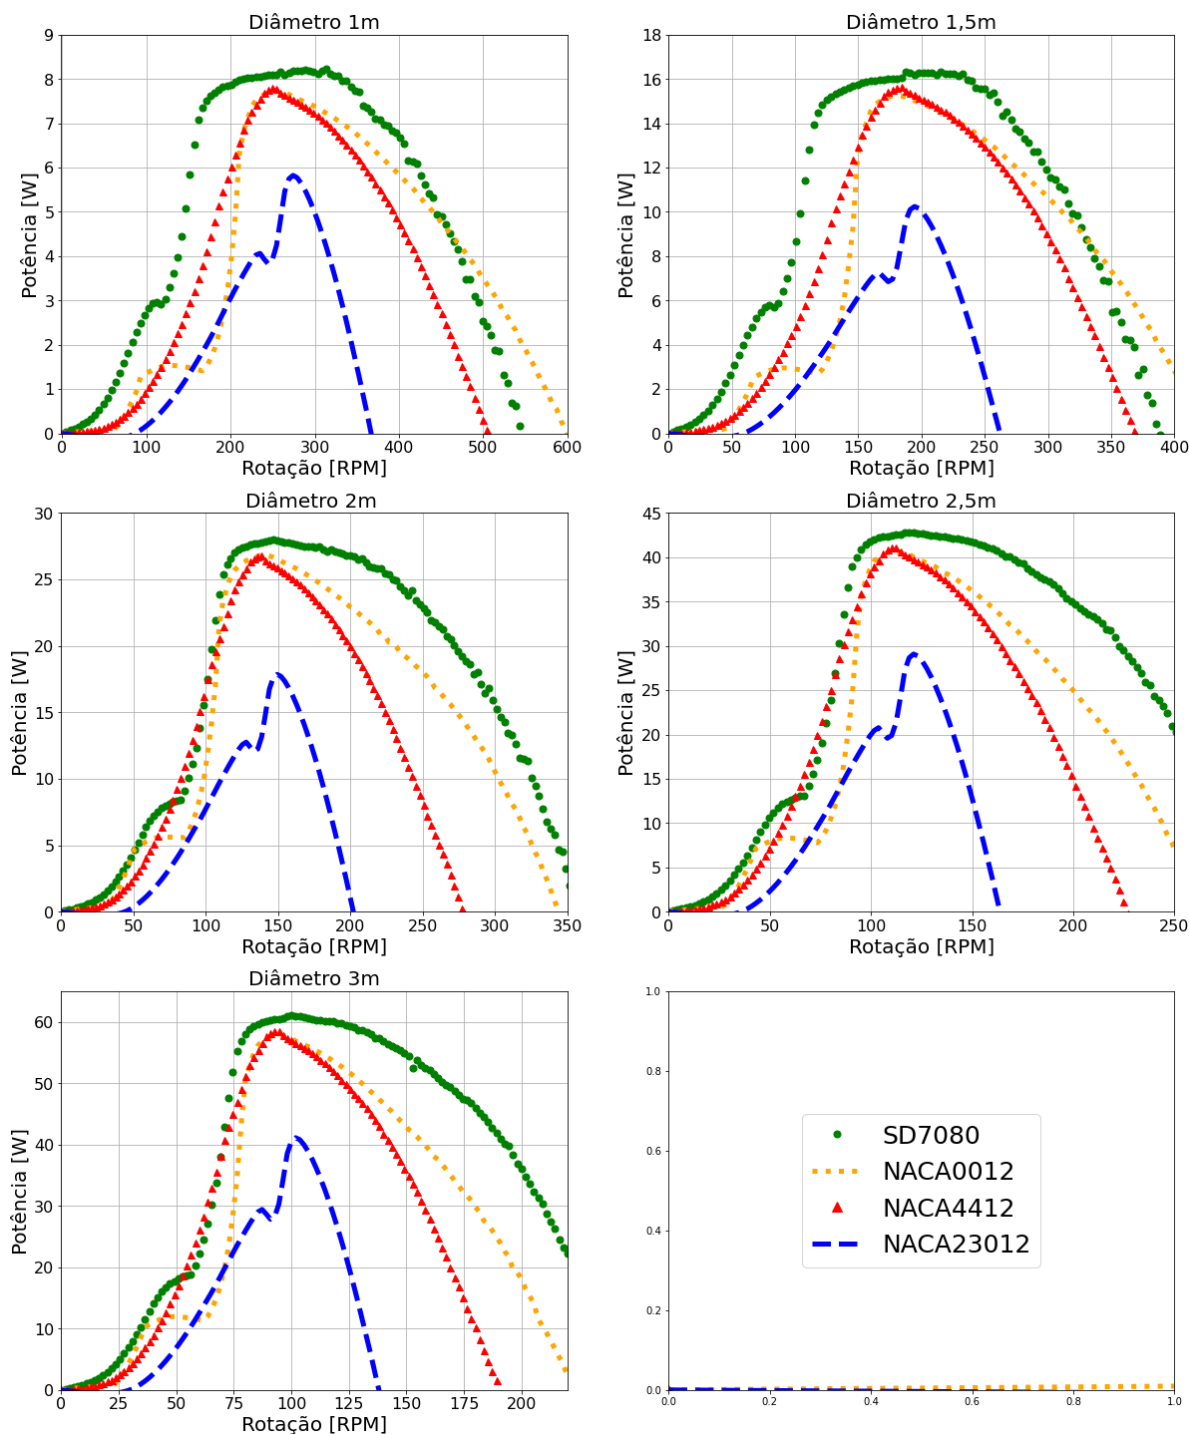 Diâmetro 1m
Potência [W]
9
8
7
6
5
4
3
2
1
0
0 100 200 300 400 500 600
Rotação [RPM]
Diâmetro 1,5m
Potência [W]
18
16
14
12
10
8
6
4
2
0
0 50 100 150 200 250 300 350 400
Rotação [RPM]
Diâmetro 2m
Potência [W]
30
25
20
15
10
5
0
0 50 100 150 200 250 300 350
Rotação [RPM]
Diâmetro 2,5m
Potência [W]
45
40
35
30
25
20
15
10
5
0
0 50 100 150 200 250
Rotação [RPM]
Diâmetro 3m
Potência [W]
60
50
40
30
20
10
0
0 25 50 75 100 125 150 175 200
Rotação [RPM]
1.0
0.8
0.6
0.4
0.2
0.0
0.0 0.2 0.4 0.6 0.8 1.0
SD7080
NACA0012
NACA4412
NACA23012